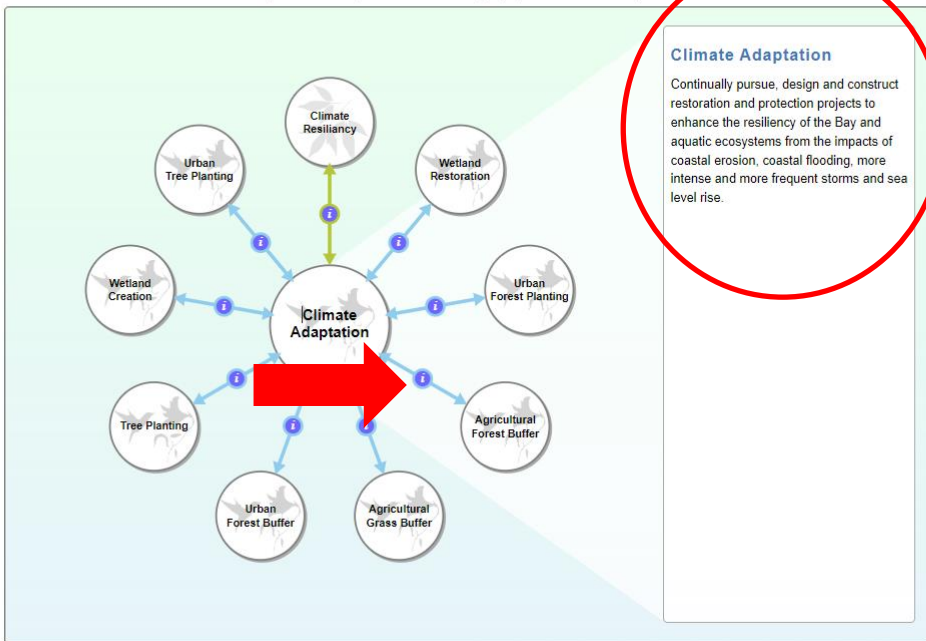 Climate Adaptation
Continually pursue, design and construct
restoration and protection projects to
enhance the resiliency of the Bay and
aquatic ecosystems from the impacts of
coastal erosion, coastal flooding, more
intense and more frequent storms and sea
level rise.
Climate
Resiliancy
Urban
Tree Planting
Wetland
Restoration
Wetland
Creation
Urban
Forest Planting
Climate
Adaptation
Tree Planting
Agricultural
Forest Buffer
Urban
Forest Buffer
Agricultural
Grass Buffer
i
i
i
i
i
i
i
i
i